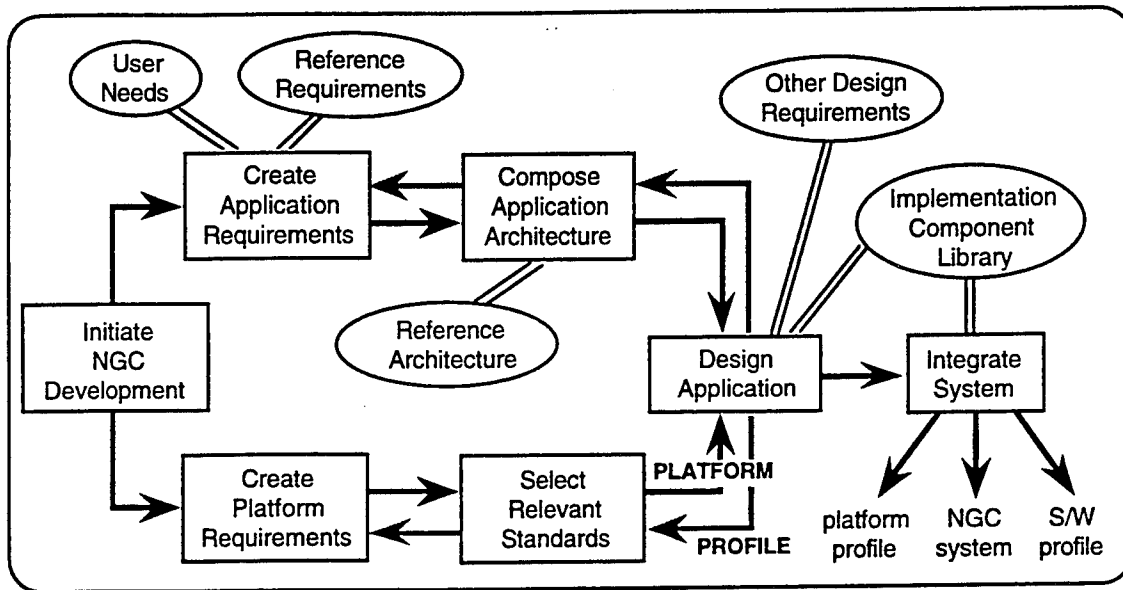 User
Needs
Reference
Requirements
Other Design
Requirements
Create
Application
Requirements
Compose
Application
Architecture
Implementation
Component
Library
Initiate
NGC
Development
Reference
Architecture
Design
Application
Integrate
System
Create
Platform
Requirements
Select
Relevant
Standards
PLATFORM
PROFILE
platform
profile
NGC
system
S/W
profile